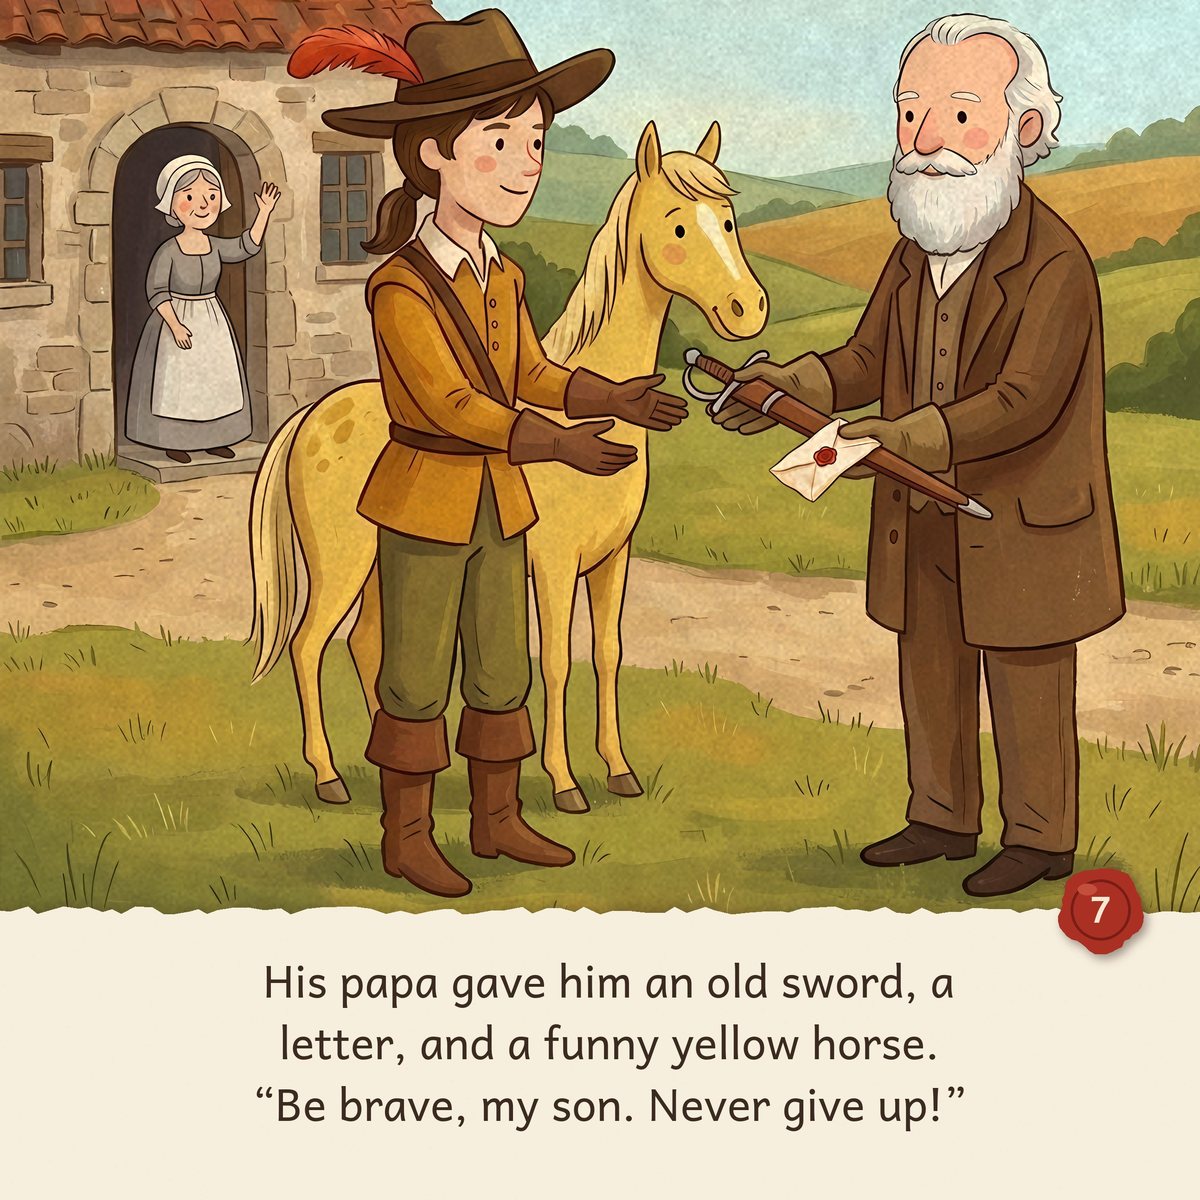 7
His papa gave him an old sword, a
letter, and a funny yellow horse.
“Be brave, my son. Never give up!”